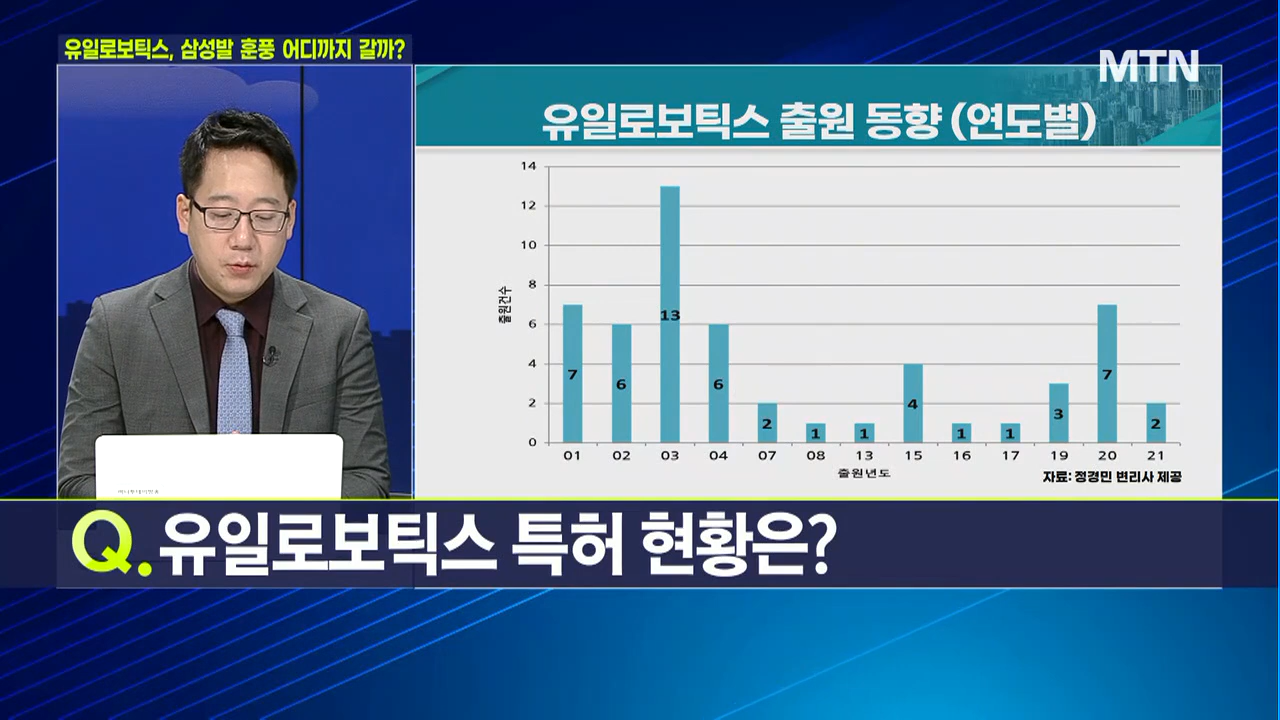 유일로보틱스, 삼성발 훈풍 어디까지 갈까?
MTN
유일로보틱스 출원 동향 (연도별)
14
12
10
8
6
4
2
0
출원건수
7
6
13
6
2
1
1
4
1
1
3
7
2
01 02 03 04 07 08 13 15 16 17 19 20 21
출원년도
자료: 정경민 변리사 제공
Q. 유일로보틱스 특허 현황은?